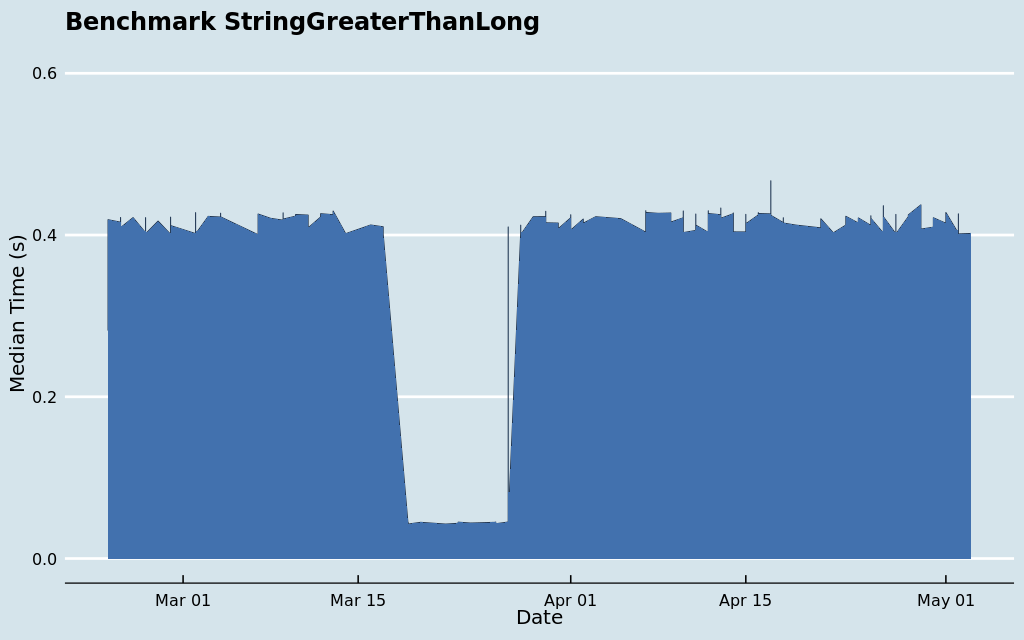 Benchmark StringGreaterThanLong
Median Time (s)
0.6
0.4
0.2
0.0
Mar 01 Mar 15 Apr 01 Apr 15 May 01
Date